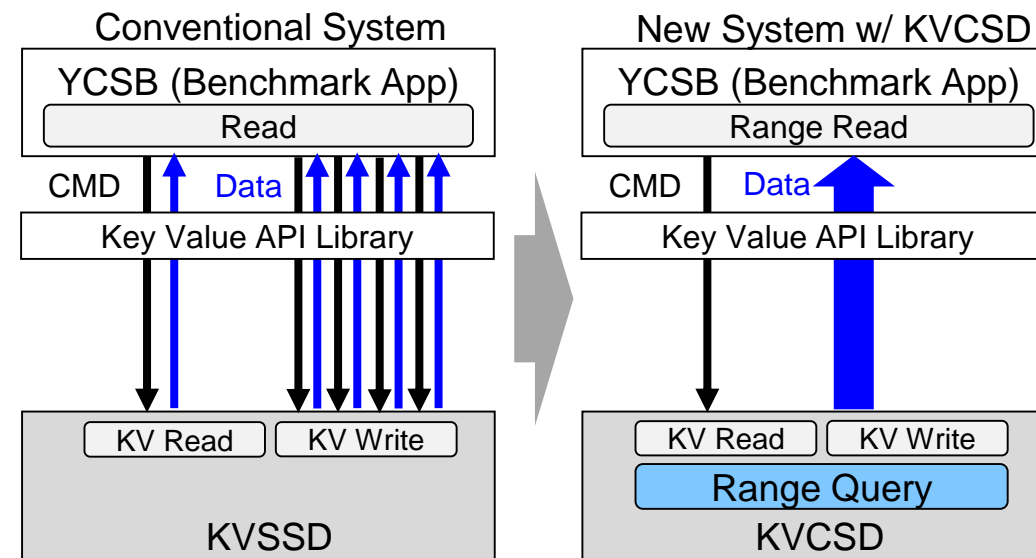 Conventional System
YCSB (Benchmark App)
Read
CMD
Data
Key Value API Library
KV Read
KV Write
KVSSD
New System w/ KVCSD
YCSB (Benchmark App)
Range Read
CMD
Data
Key Value API Library
KV Read
KV Write
Range Query
KVCSD